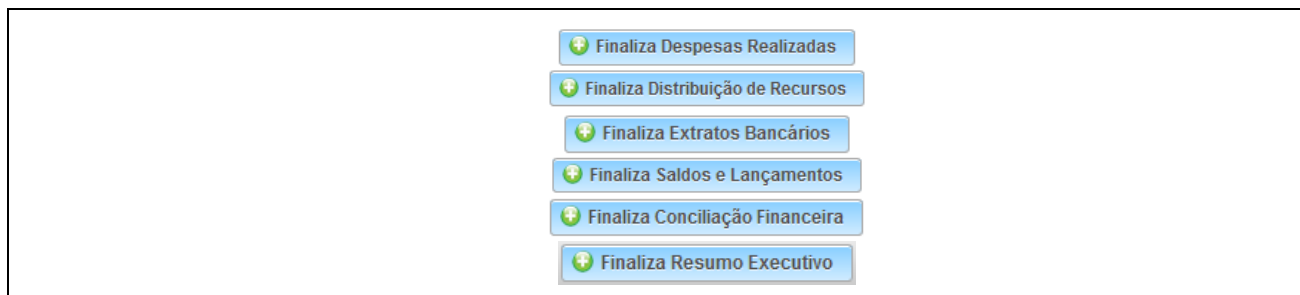 Finaliza Despesas Realizadas
Finaliza Distribuição de Recursos
Finaliza Extratos Bancários
Finaliza Saldos e Lançamentos
Finaliza Conciliação Financeira
Finaliza Resumo Executivo